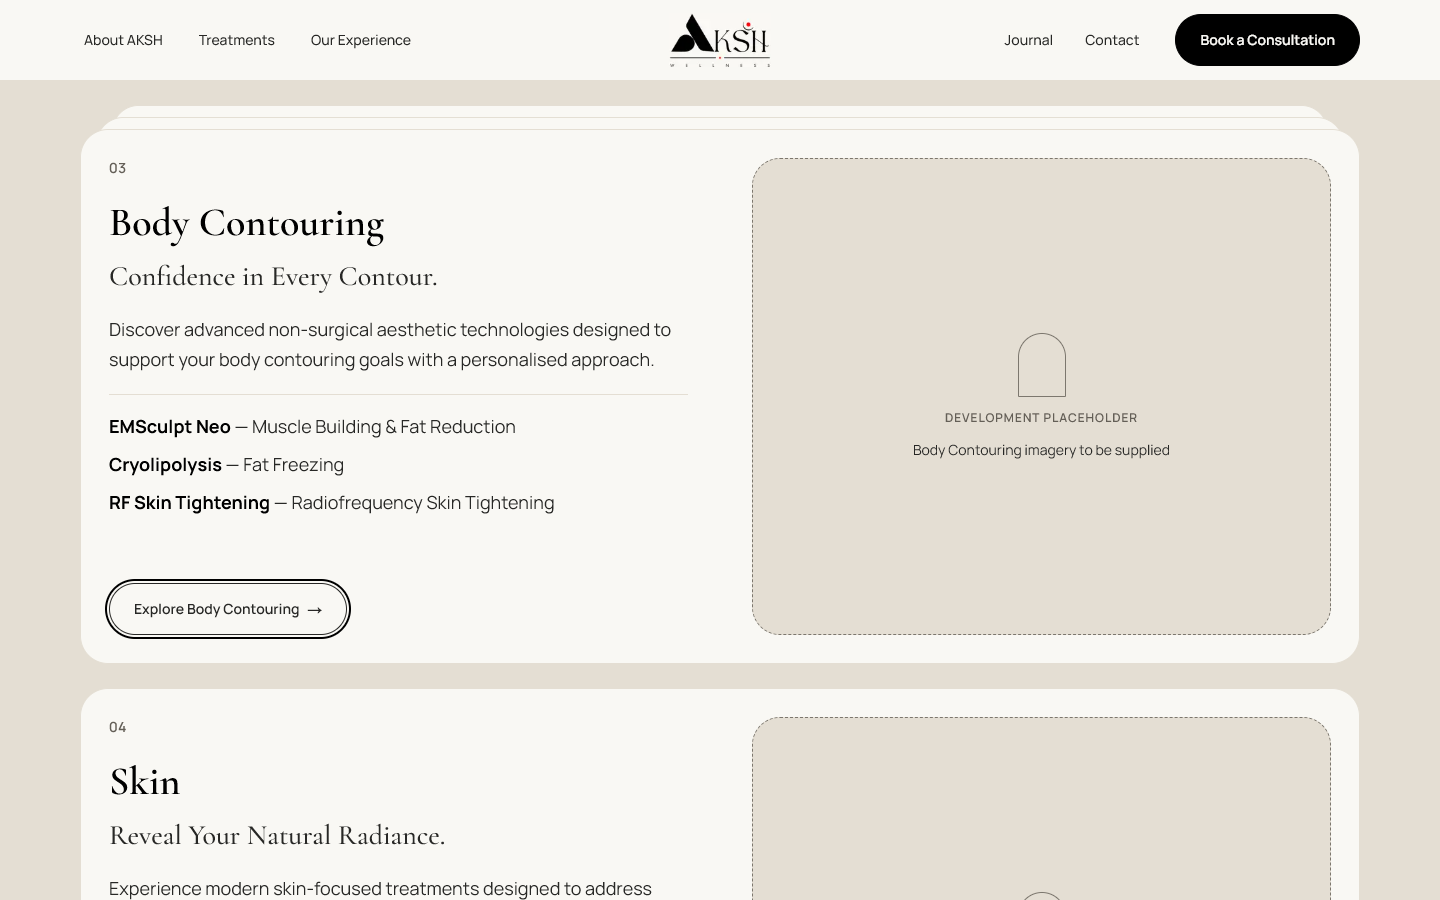 About AKSH
Treatments
Our Experience
AKSH
WELLNESS
Journal
Contact
Book a Consultation
03
Body Contouring
Confidence in Every Contour.
Discover advanced non-surgical aesthetic technologies designed to
support your body contouring goals with a personalised approach.
EMSculpt Neo — Muscle Building & Fat Reduction
Cryolipolysis — Fat Freezing
RF Skin Tightening — Radiofrequency Skin Tightening
Explore Body Contouring →
DEVELOPMENT PLACEHOLDER
Body Contouring imagery to be supplied
04
Skin
Reveal Your Natural Radiance.
Experience modern skin-focused treatments designed to address